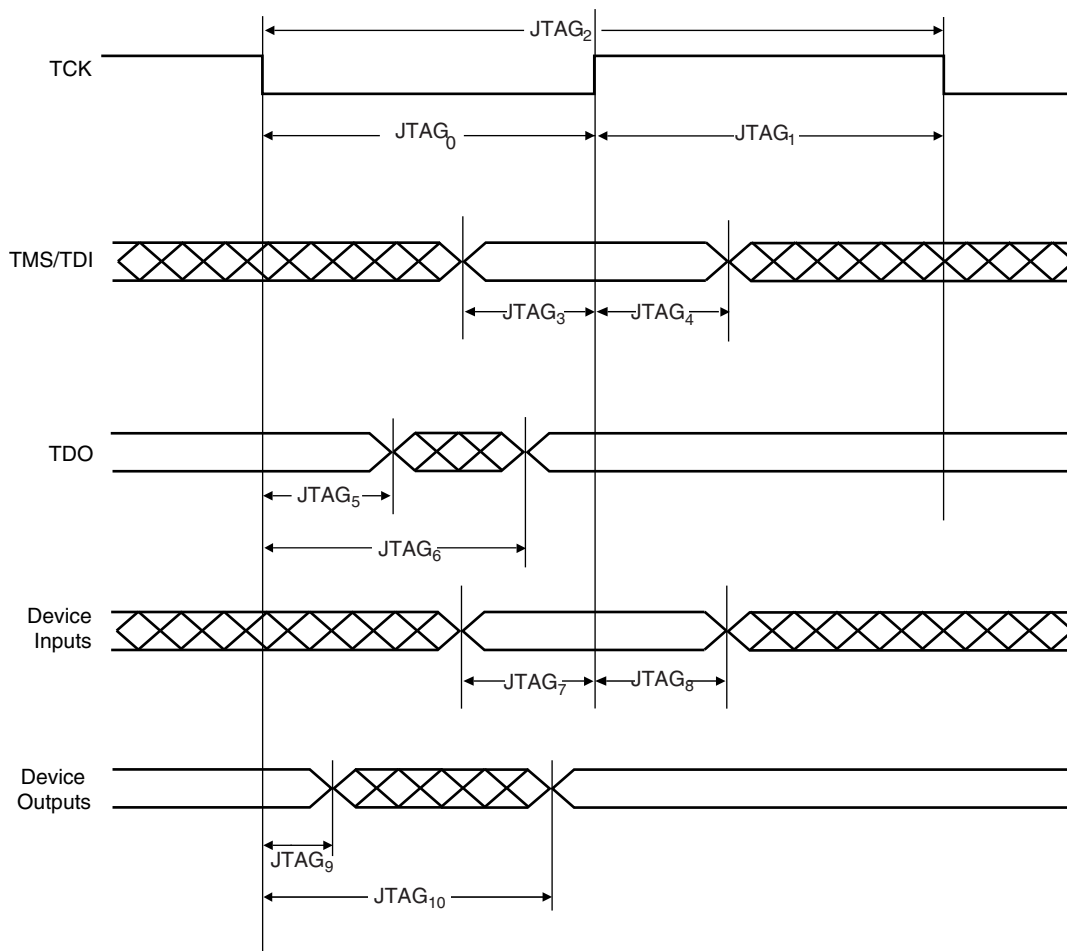 JTAG₂
TCK
JTAG₀
JTAG₁
TMS/TDI
JTAG₃
JTAG₄
TDO
JTAG₅
JTAG₆
Device
Inputs
JTAG₇
JTAG₈
Device
Outputs
JTAG₉
JTAG₁₀